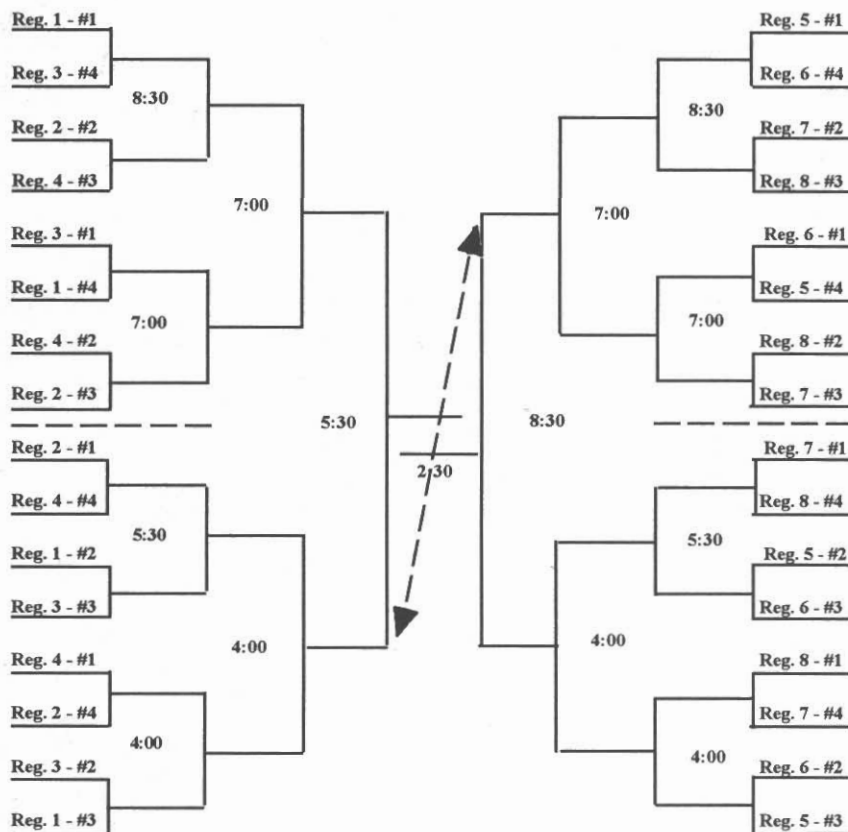 Reg. 1 - #1
Reg. 3 - #4
8:30
Reg. 2 - #2
Reg. 4 - #3
7:00
Reg. 3 - #1
Reg. 1 - #4
7:00
Reg. 4 - #2
Reg. 2 - #3
5:30
Reg. 2 - #1
Reg. 4 - #4
5:30
Reg. 1 - #2
Reg. 3 - #3
4:00
Reg. 4 - #1
Reg. 2 - #4
4:00
Reg. 3 - #2
Reg. 1 - #3
2:30
Reg. 5 - #1
Reg. 6 - #4
8:30
Reg. 7 - #2
Reg. 8 - #3
7:00
Reg. 6 - #1
Reg. 5 - #4
7:00
Reg. 8 - #2
Reg. 7 - #3
8:30
Reg. 7 - #1
Reg. 8 - #4
5:30
Reg. 5 - #2
Reg. 6 - #3
4:00
Reg. 8 - #1
Reg. 7 - #4
4:00
Reg. 6 - #2
Reg. 5 - #3